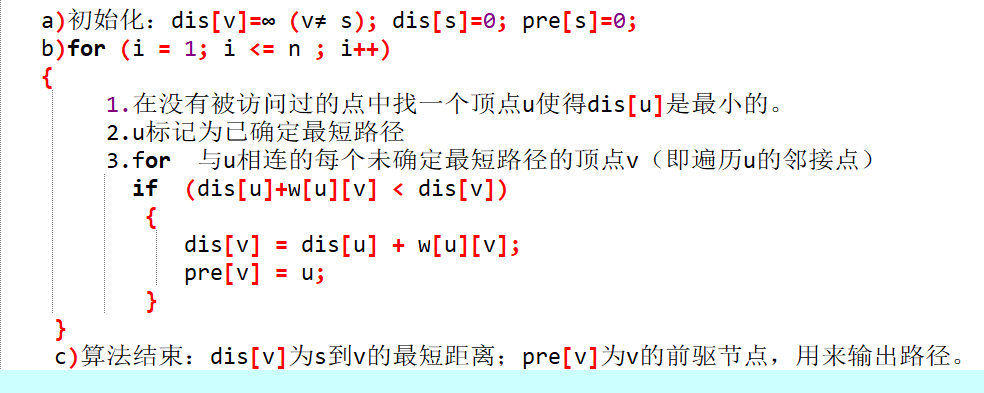 a)初始化：dis[v]=∞ (v≠ s); dis[s]=0; pre[s]=0;
b)for (i = 1; i <= n ; i++)
{
1.在没有被访问过的点中找一个顶点u使得dis[u]是最小的。
2.u标记为已确定最短路径
3.for 与u相连的每个未确定最短路径的顶点v（即遍历u的邻接点）
if (dis[u]+w[u][v] < dis[v])
{
dis[v] = dis[u] + w[u][v];
pre[v] = u;
}
}
c)算法结束：dis[v]为s到v的最短距离；pre[v]为v的前驱节点，用来输出路径。